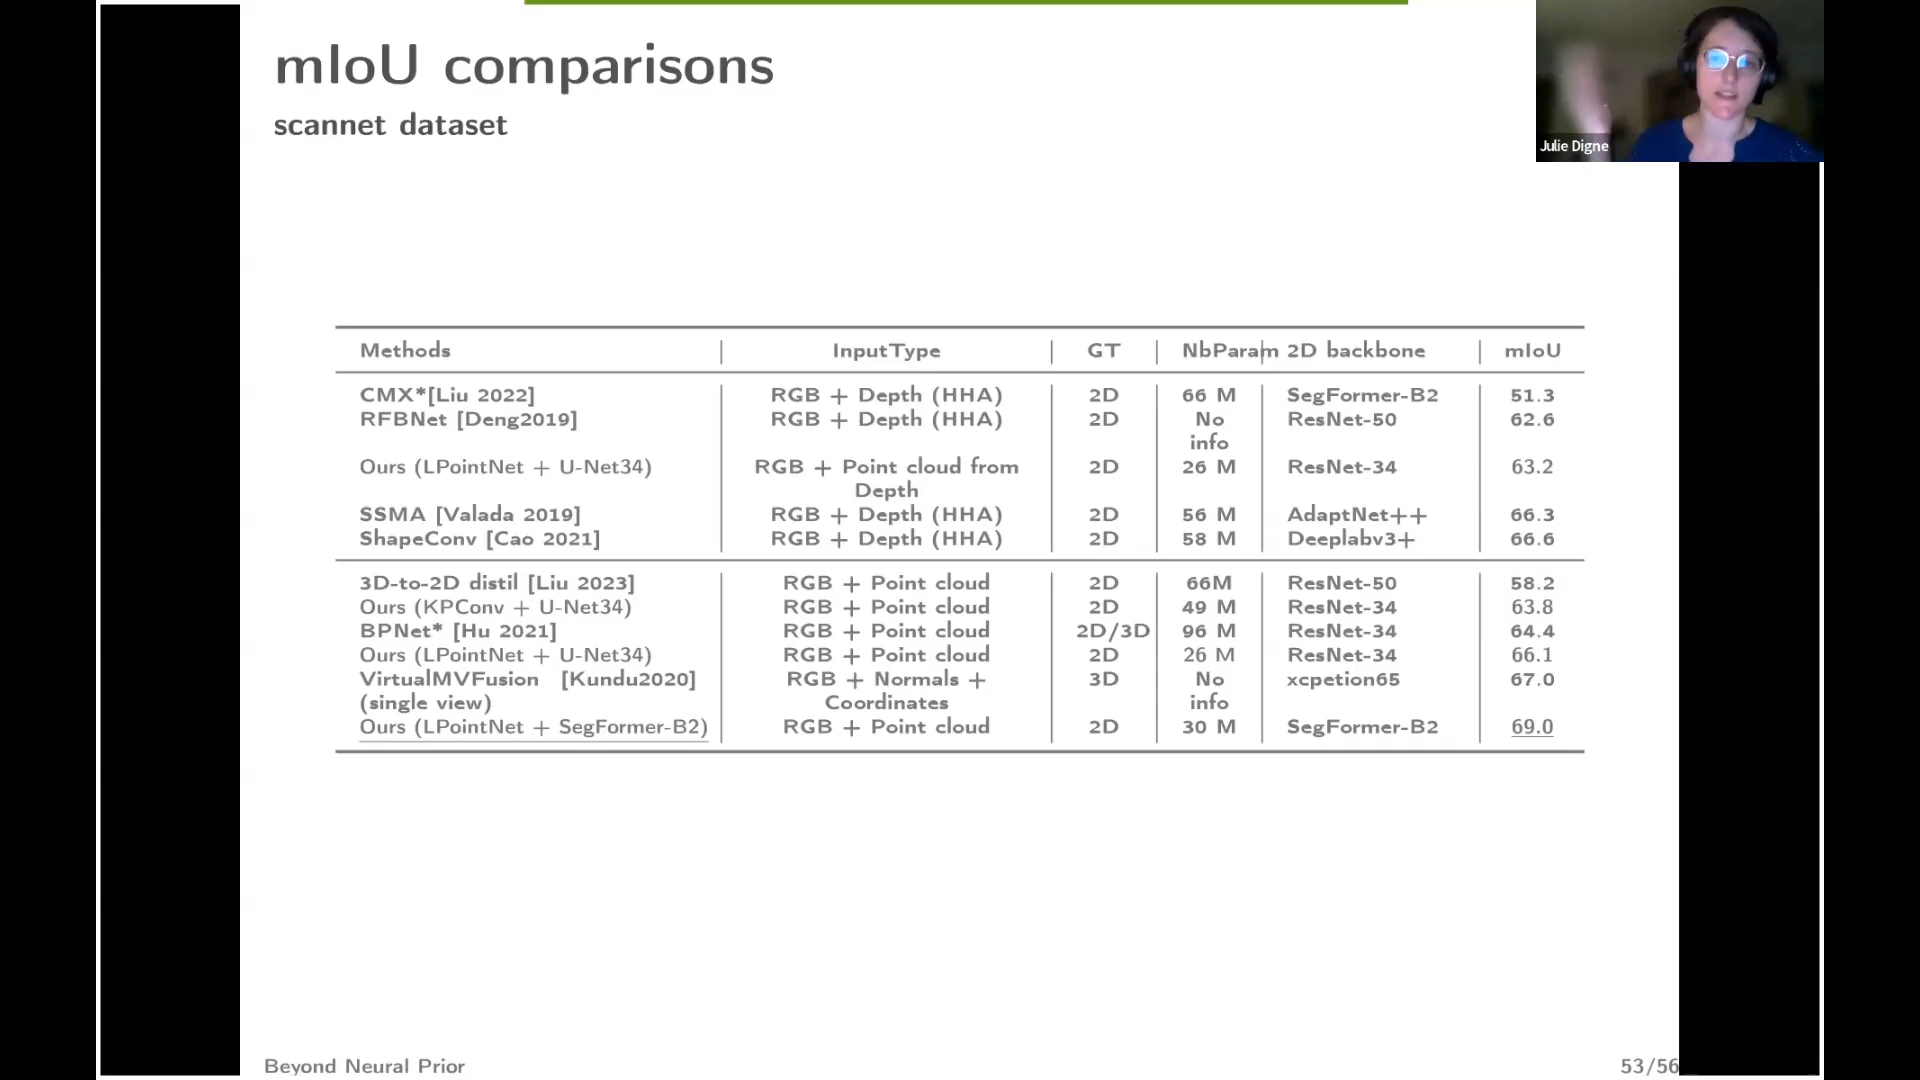 mIoU comparisons
scannet dataset
Julie Digne
Methods InputType GT NbParam 2D backbone mIoU
CMX*[Liu 2022] RGB + Depth (HHA) 2D 66 M SegFormer-B2 51.3
RFBNet [Deng2019] RGB + Depth (HHA) 2D No ResNet-50 62.6
info
Ours (LPointNet + U-Net34) RGB + Point cloud from 2D 26 M ResNet-34 63.2
Depth
SSMA [Valada 2019] RGB + Depth (HHA) 2D 56 M AdaptNet++ 66.3
ShapeConv [Cao 2021] RGB + Depth (HHA) 2D 58 M Deeplabv3+ 66.6
3D-to-2D distil [Liu 2023] RGB + Point cloud 2D 66M ResNet-50 58.2
Ours (KPConv + U-Net34) RGB + Point cloud 2D 49 M ResNet-34 63.8
BPNet* [Hu 2021] RGB + Point cloud 2D/3D 96 M ResNet-34 64.4
Ours (LPointNet + U-Net34) RGB + Point cloud 2D 26 M ResNet-34 66.1
VirtualMVFusion [Kundu2020] RGB + Normals + 3D No xcpetion65 67.0
(single view) Coordinates info
Ours (LPointNet + SegFormer-B2) RGB + Point cloud 2D 30 M SegFormer-B2 69.0
Beyond Neural Prior
53/56